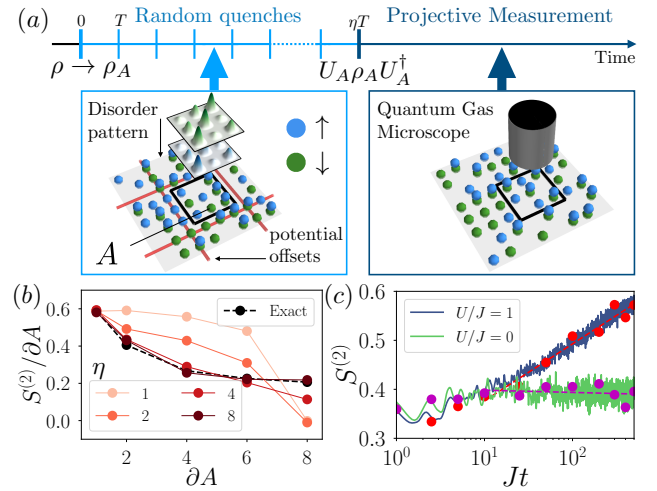 (a)
Random quenches
Projective Measurement
0
T
ηT
Time
ρ → ρ_A
U_A ρ_A U_A^†
Disorder
pattern
↑
↓
A
potential
offsets
Quantum Gas
Microscope
(b)
S^(2)/∂A
0.6
0.4
0.2
0.0
Exact
η
1
2
4
8
2
4
6
8
∂A
(c)
S^(2)
0.6
0.5
0.4
0.3
U/J = 1
U/J = 0
10^0
10^1
10^2
Jt